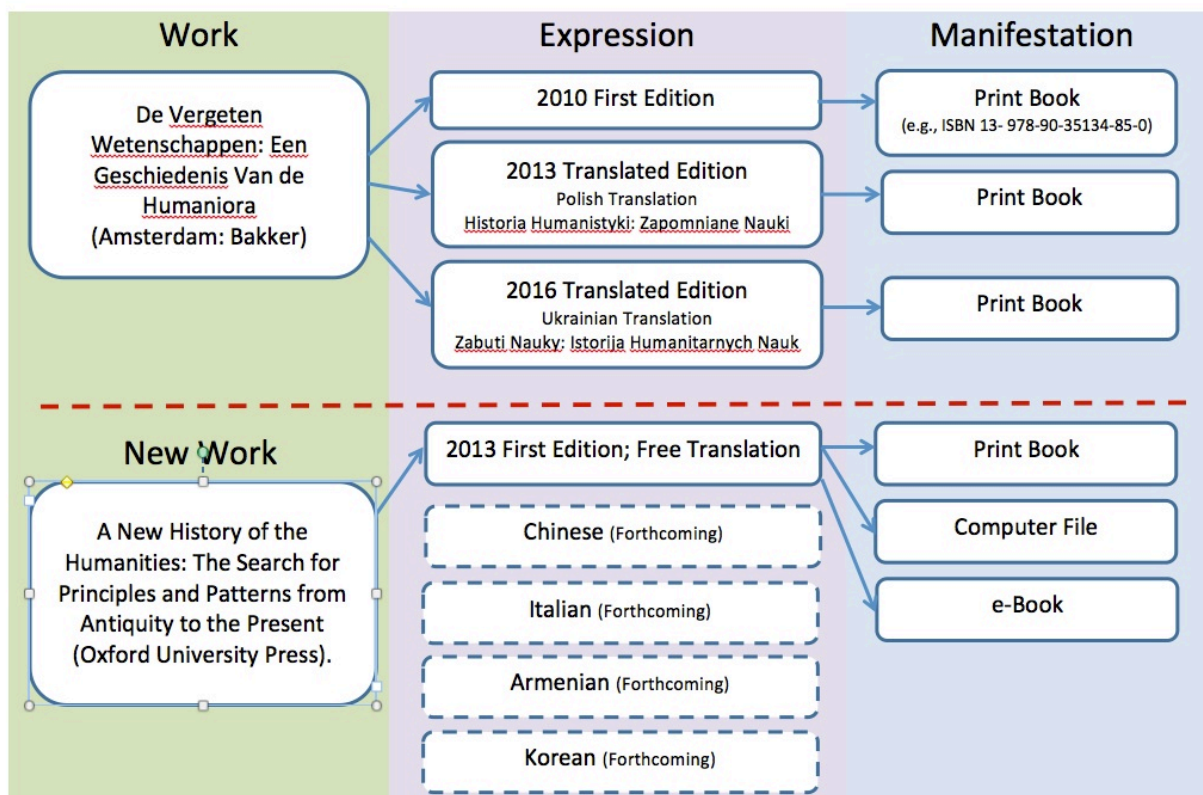 Work
Expression
Manifestation
De Vergeten
Wetenschappen: Een
Geschiedenis Van de
Humaniora
(Amsterdam: Bakker)
2010 First Edition
Print Book
(e.g., ISBN 13- 978-90-35134-85-0)
2013 Translated Edition
Polish Translation
Historia Humanistyki: Zapomniane Nauki
Print Book
2016 Translated Edition
Ukrainian Translation
Zabuti Nauky: Istorija Humanitarnych Nauk
Print Book
New Work
A New History of the
Humanities: The Search for
Principles and Patterns from
Antiquity to the Present
(Oxford University Press).
2013 First Edition; Free Translation
Print Book
Computer File
e-Book
Chinese (Forthcoming)
Italian (Forthcoming)
Armenian (Forthcoming)
Korean (Forthcoming)